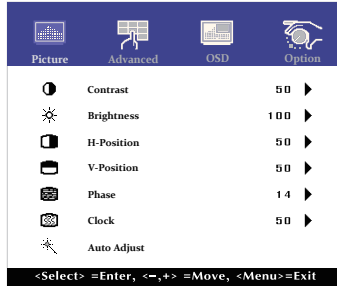 Picture Advanced OSD Option
Contrast 50
Brightness 100
H-Position 50
V-Position 50
Phase 14
Clock 50
Auto Adjust
<Select> =Enter, <−,+> =Move, <Menu>=Exit